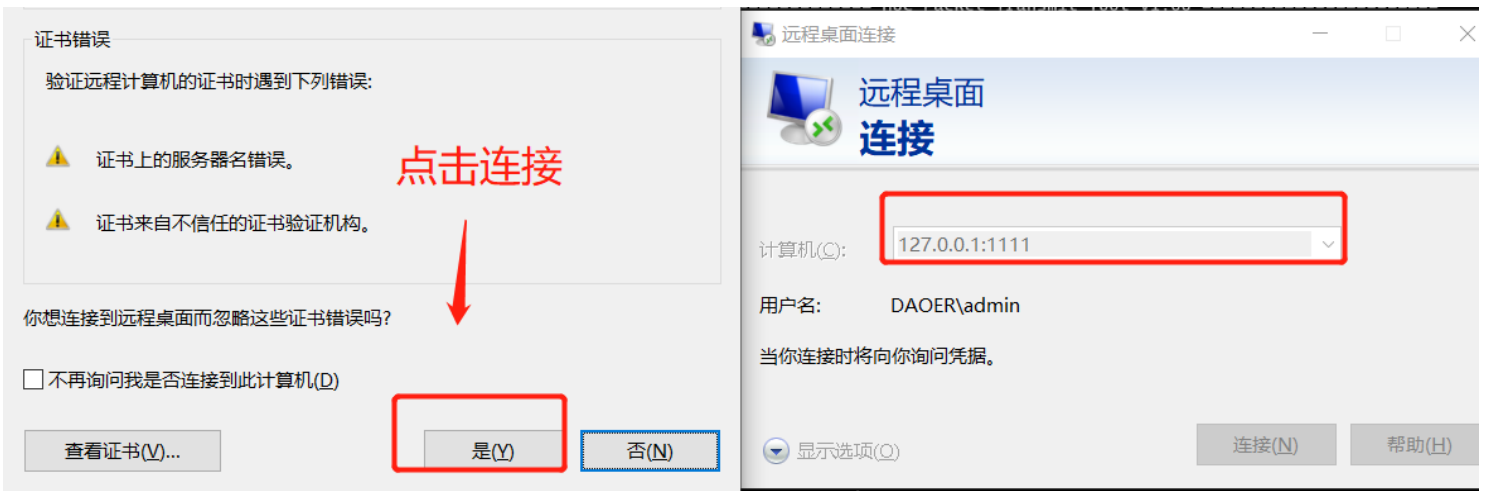 证书错误
验证远程计算机的证书时遇到下列错误:
证书上的服务器名错误。
点击连接
证书来自不信任的证书验证机构。
你想连接到远程桌面而忽略这些证书错误吗?
不再询问我是否连接到此计算机(D)
查看证书(V)...
是(Y)
否(N)
远程桌面连接
远程桌面
连接
计算机(C):
127.0.0.1:1111
用户名:
DAOER\admin
当你连接时将向你询问凭据。
显示选项(O)
连接(N)
帮助(H)